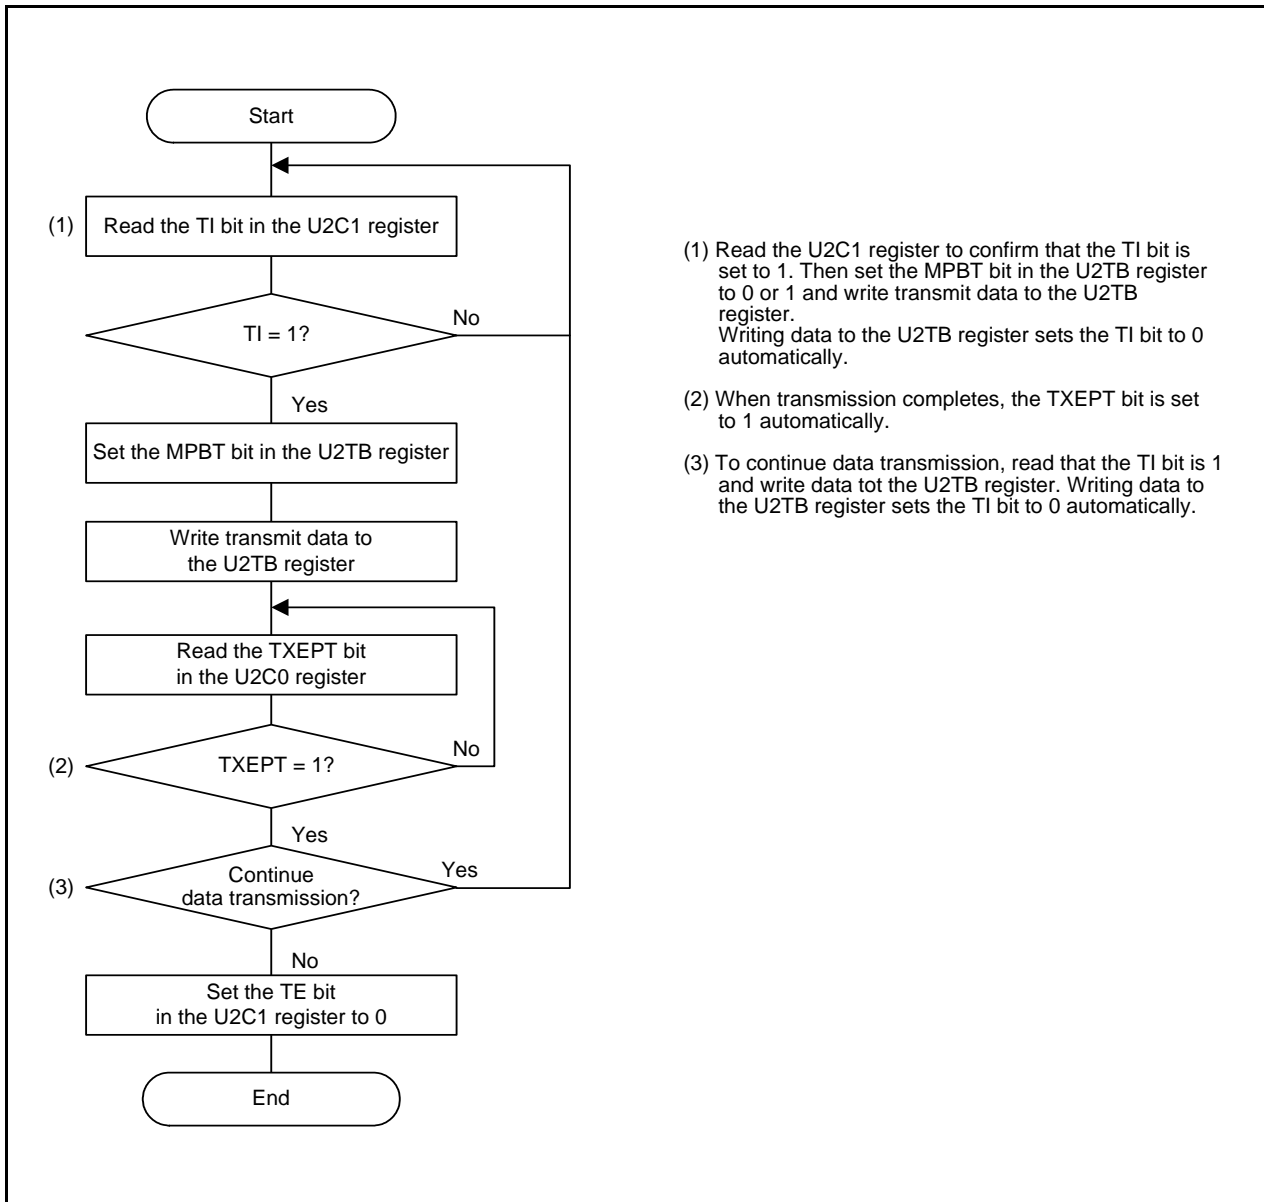 Start
(1)
Read the TI bit in the U2C1 register
TI = 1?
No
Yes
Set the MPBT bit in the U2TB register
Write transmit data to
the U2TB register
Read the TXEPT bit
in the U2C0 register
(2)
TXEPT = 1?
No
Yes
(3)
Continue
data transmission?
Yes
No
Set the TE bit
in the U2C1 register to 0
End
(1) Read the U2C1 register to confirm that the TI bit is
set to 1. Then set the MPBT bit in the U2TB register
to 0 or 1 and write transmit data to the U2TB
register.
Writing data to the U2TB register sets the TI bit to 0
automatically.
(2) When transmission completes, the TXEPT bit is set
to 1 automatically.
(3) To continue data transmission, read that the TI bit is 1
and write data tot the U2TB register. Writing data to
the U2TB register sets the TI bit to 0 automatically.